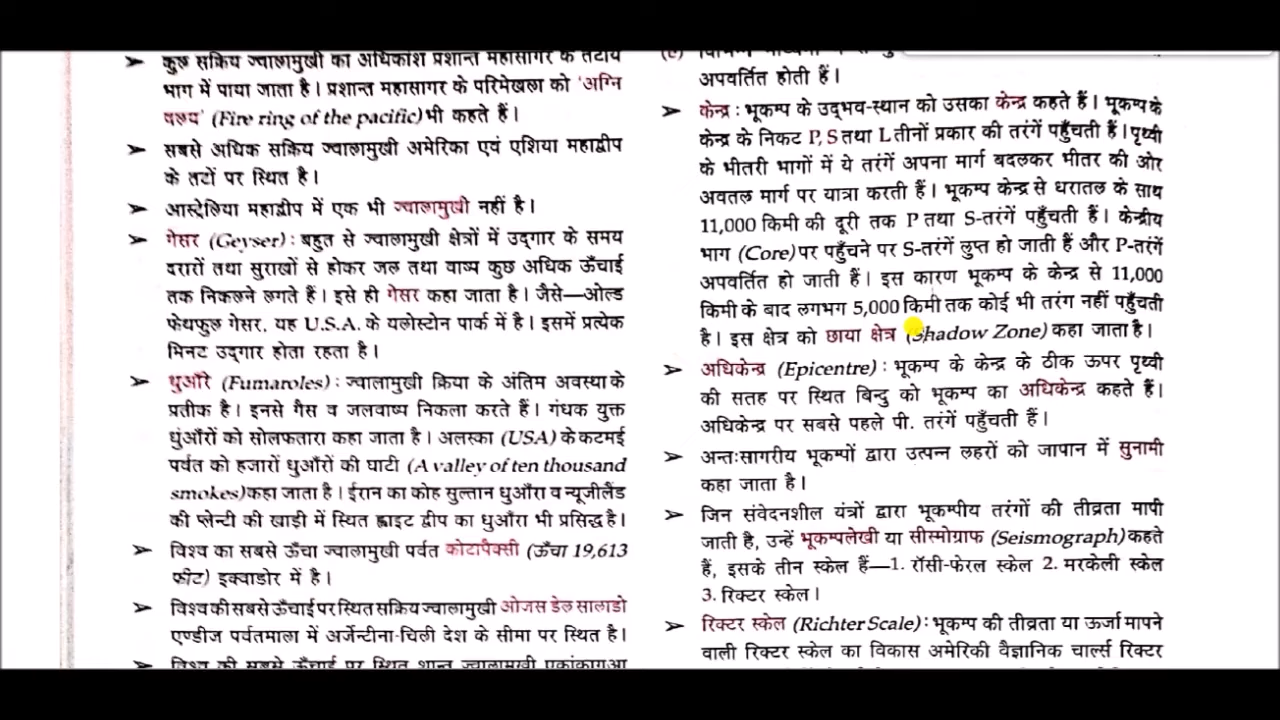 ➤ कुछ सक्रिय ज्वालामुखी का अधिकांश प्रशान्त महासागर के तटीय
भाग में पाया जाता है। प्रशान्त महासागर के परिमेखला को ‘अग्नि
वलय’ (Fire ring of the pacific) भी कहते हैं।
➤ सबसे अधिक सक्रिय ज्वालामुखी अमेरिका एवं एशिया महाद्वीप
के तटों पर स्थित है।
➤ आस्ट्रेलिया महाद्वीप में एक भी ज्वालामुखी नहीं है।
➤ गेसर (Geyser) : बहुत से ज्वालामुखी क्षेत्रों में उद्गार के समय
दरारों तथा सुराखों से होकर जल तथा वाष्प कुछ अधिक ऊँचाई
तक निकलने लगते हैं। इसे ही गेसर कहा जाता है। जैसे—ओल्ड
फेथफुल गेसर, यह U.S.A. के यलोस्टोन पार्क में है। इसमें प्रत्येक
मिनट उद्गार होता रहता है।
➤ धुआँरे (Fumaroles) : ज्वालामुखी क्रिया के अंतिम अवस्था के
प्रतीक है। इनसे गैस व जलवाष्प निकला करते हैं। गंधक युक्त
धुंआँरों को सोलफतारा कहा जाता है। अलस्का (USA) के कटमई
पर्वत को हजारों धुआँरों की घाटी (A valley of ten thousand
smokes) कहा जाता है। ईरान का कोह सुल्तान धुआँरा व न्यूजीलैंड
की प्लेन्टी की खाड़ी में स्थित ह्वाइट द्वीप का धुआँरा भी प्रसिद्ध है।
➤ विश्व का सबसे ऊँचा ज्वालामुखी पर्वत कोटापैक्सी (ऊँचा 19,613
फीट) इक्वाडोर में है।
➤ विश्व की सबसे ऊँचाई पर स्थित सक्रिय ज्वालामुखी ओजस डेल सालाडो
एण्डीज पर्वतमाला में अर्जेन्टीना-चिली देश के सीमा पर स्थित है।
➤ विश्व की सबसे ऊँचाई पर स्थित शान्त ज्वालामुखी एकांकागुआ
अपवर्तित होती हैं।
➤ केन्द्र : भूकम्प के उद्भव-स्थान को उसका केन्द्र कहते हैं। भूकम्प के
केन्द्र के निकट P, S तथा L तीनों प्रकार की तरंगें पहुँचती हैं। पृथ्वी
के भीतरी भागों में ये तरंगें अपना मार्ग बदलकर भीतर की ओर
अवतल मार्ग पर यात्रा करती हैं। भूकम्प केन्द्र से धरातल के साथ
11,000 किमी की दूरी तक P तथा S-तरंगें पहुँचती हैं। केन्द्रीय
भाग (Core) पर पहुँचने पर S-तरंगें लुप्त हो जाती हैं और P-तरंगें
अपवर्तित हो जाती हैं। इस कारण भूकम्प के केन्द्र से 11,000
किमी के बाद लगभग 5,000 किमी तक कोई भी तरंग नहीं पहुँचती
है। इस क्षेत्र को छाया क्षेत्र (Shadow Zone) कहा जाता है।
➤ अधिकेन्द्र (Epicentre) : भूकम्प के केन्द्र के ठीक ऊपर पृथ्वी
की सतह पर स्थित बिन्दु को भूकम्प का अधिकेन्द्र कहते हैं।
अधिकेन्द्र पर सबसे पहले पी. तरंगें पहुँचती हैं।
➤ अन्तःसागरीय भूकम्पों द्वारा उत्पन्न लहरों को जापान में सुनामी
कहा जाता है।
➤ जिन संवेदनशील यंत्रों द्वारा भूकम्पीय तरंगों की तीव्रता मापी
जाती है, उन्हें भूकम्पलेखी या सीस्मोग्राफ (Seismograph) कहते
हैं, इसके तीन स्केल हैं—1. रॉसी-फेरल स्केल 2. मरकेली स्केल
3. रिक्टर स्केल।
➤ रिक्टर स्केल (Richter Scale) : भूकम्प की तीव्रता या ऊर्जा मापने
वाली रिक्टर स्केल का विकास अमेरिकी वैज्ञानिक चार्ल्स रिक्टर